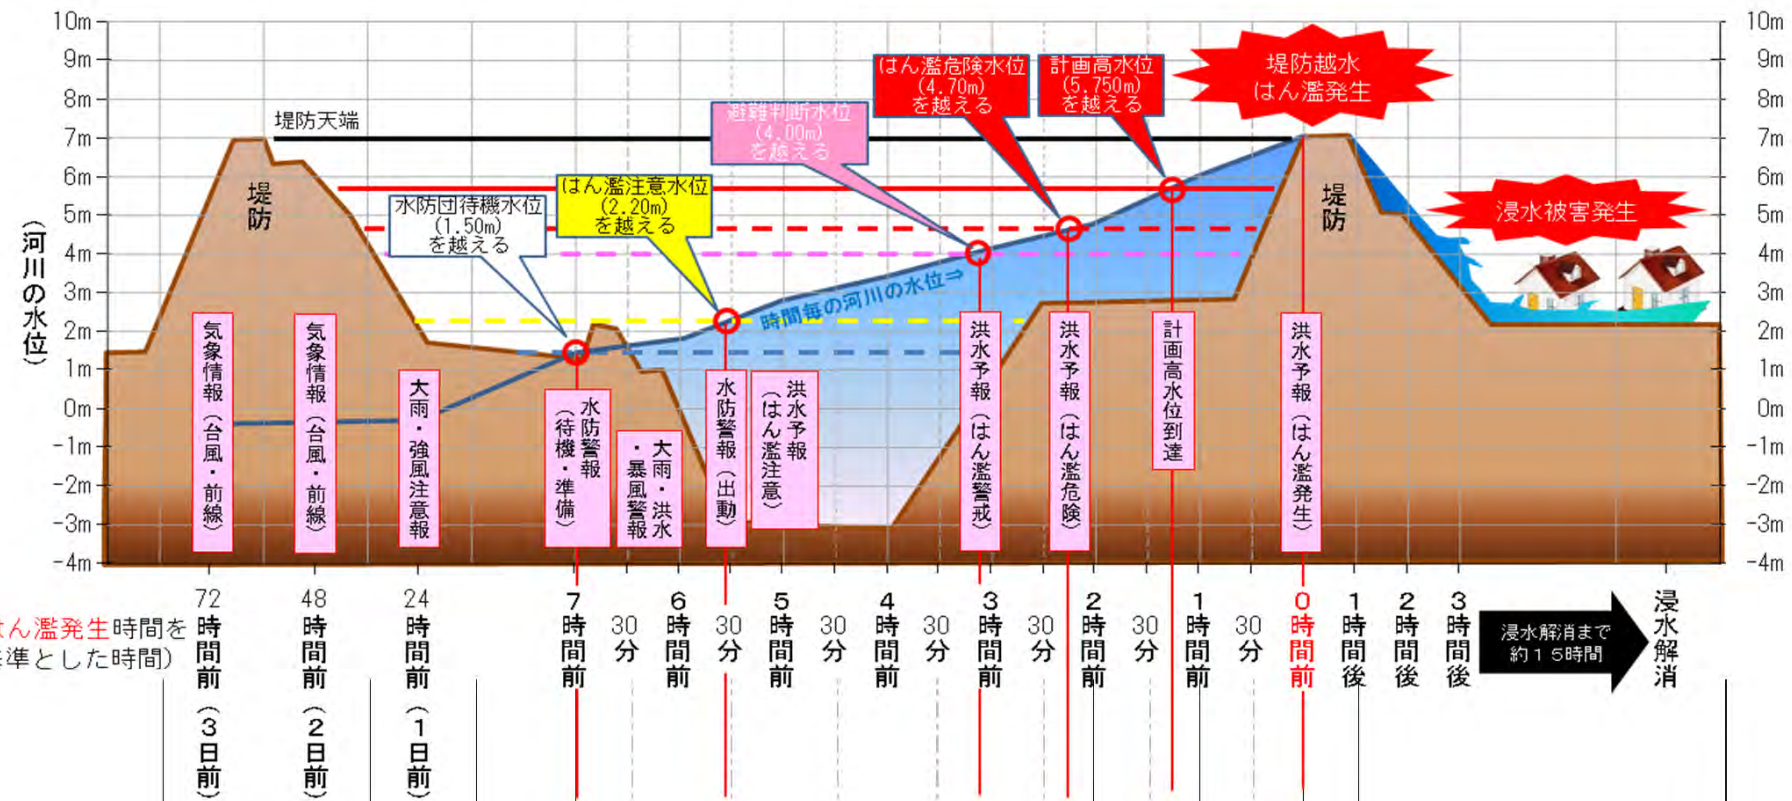 10m
9m
8m
7m
6m
5m
4m
3m
2m
1m
0m
-1m
-2m
-3m
-4m
(河川の水位)
10m
9m
8m
7m
6m
5m
4m
3m
2m
1m
0m
-1m
-2m
-3m
-4m
堤防天端
堤防
水防団待機水位
(1.50m)
を越える
はん濫注意水位
(2.20m)
を越える
避難判断水位
(4.00m)
を越える
はん濫危険水位
(4.70m)
を越える
計画高水位
(5.750m)
を越える
堤防越水
はん濫発生
堤防
浸水被害発生
時間毎の河川の水位⇒
気象情報(台風・前線)
気象情報(台風・前線)
大雨・強風注意報
水防警報
(待機・準備)
大雨・洪水
・暴風警報
水防警報(出動)
洪水予報
(はん濫注意)
洪水予報(はん濫警戒)
洪水予報(はん濫危険)
計画高水位到達
洪水予報(はん濫発生)
はん濫発生時間を
基準とした時間)
72時間前(3日前)
48時間前(2日前)
24時間前(1日前)
7時間前
30分
6時間前
30分
5時間前
30分
4時間前
30分
3時間前
30分
2時間前
30分
1時間前
30分
0時間前
1時間後
2時間後
3時間後
浸水解消まで
約15時間
浸水解消